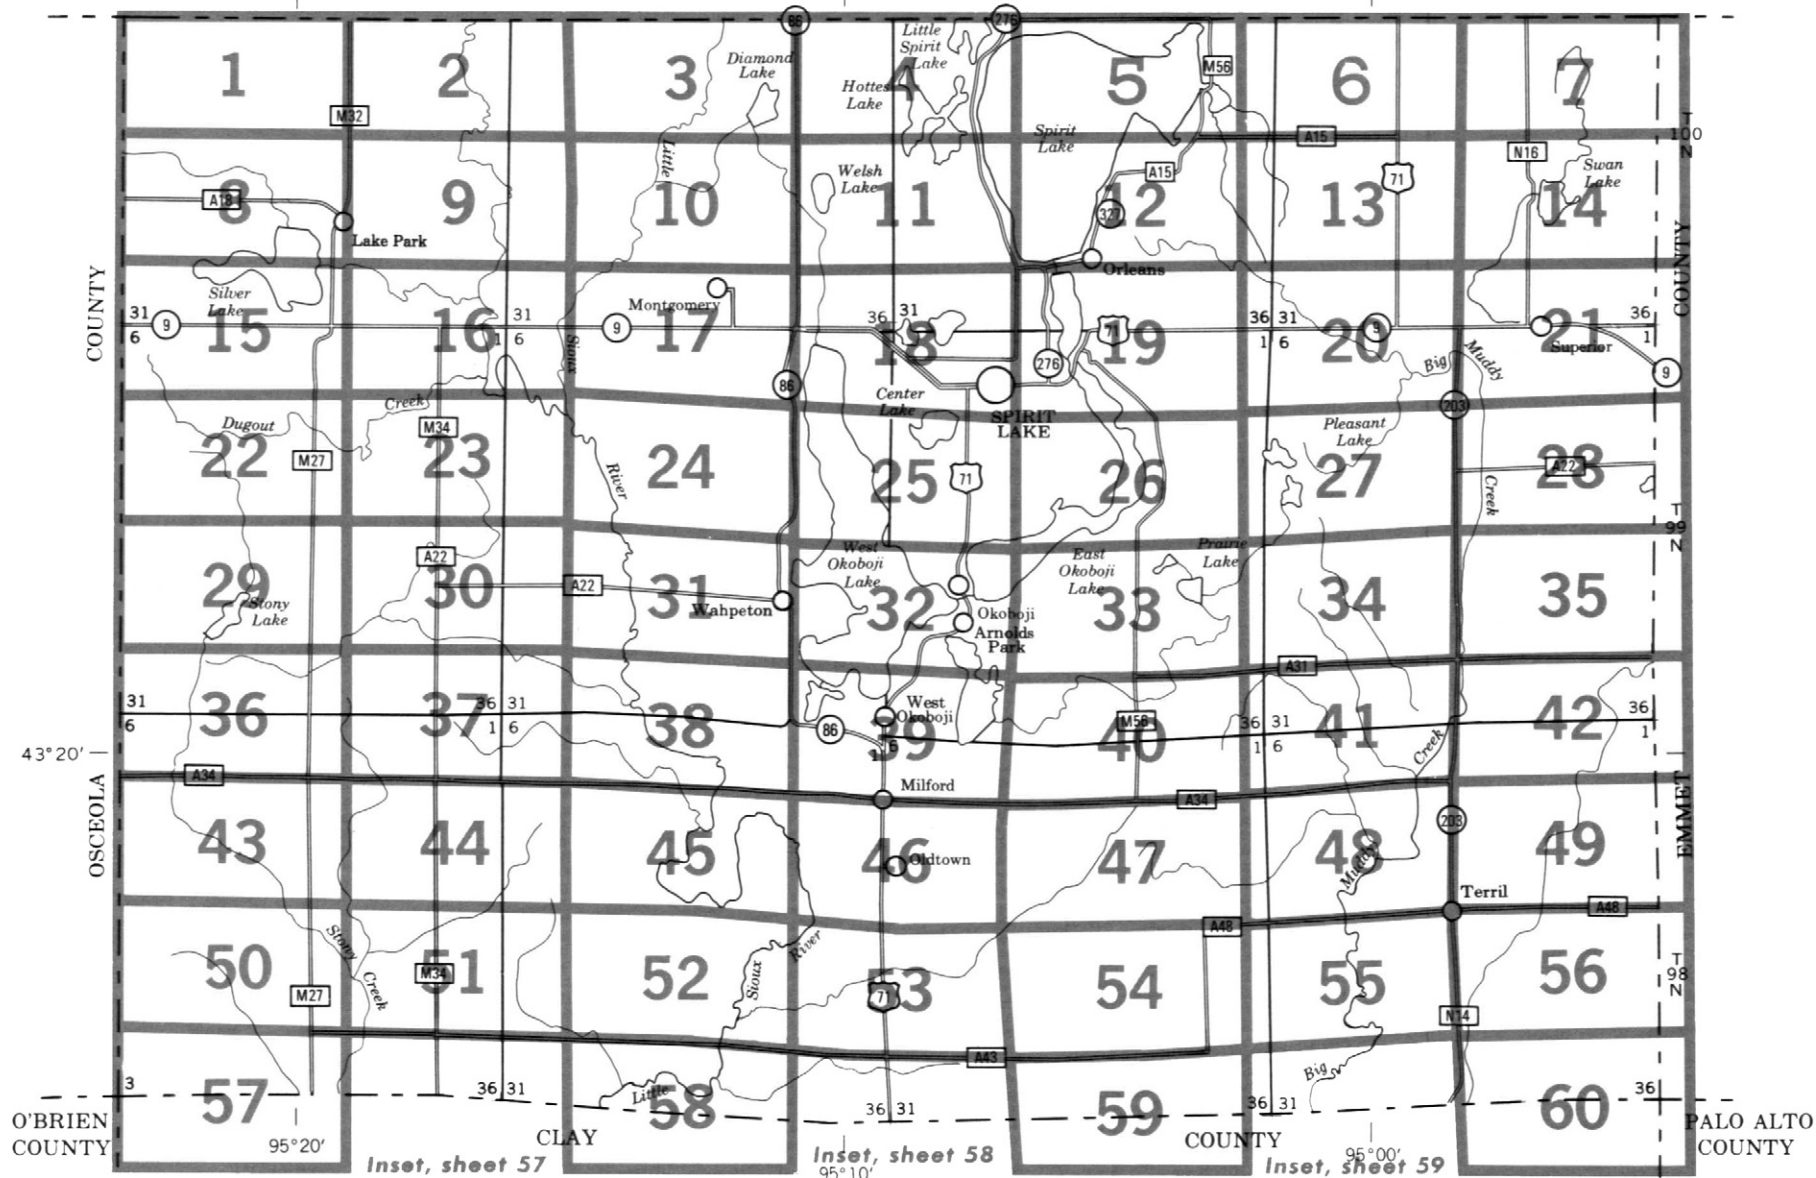 86
276
1
2
3
Diamond
Lake
Little
Spirit
Lake
4
Hottes
Lake
5
M56
6
7
M32
T
100
N
Spirit
Lake
A15
Little
N16
A18
8
9
10
Welsh
Lake
11
A15
327
12
13
71
Swan
Lake
14
Lake Park
Orleans
COUNTY
COUNTY
Silver
Lake
Montgomery
31
6
9
15
16
31
1
6
9
17
36
31
18
71
19
36
31
1
6
20
9
21
36
1
Superior
Sioux
276
Big
Muddy
9
86
Center
Lake
SPIRIT
LAKE
203
Creek
Dugout
22
M27
M34
23
24
25
71
26
Pleasant
Lake
27
A22
28
River
Creek
T
99
N
A22
West
Okoboji
Lake
East
Okoboji
Lake
Prairie
Lake
29
30
A22
31
Wahpeton
32
33
34
35
Stony
Lake
Okoboji
Arnolds
Park
A31
31
6
36
37
36
31
1
6
38
86
West
Okoboji
39
1
6
M56
40
36
31
1
6
41
42
36
1
43°20′
Creek
A34
Milford
A34
OSCEOLA
EMMET
203
43
44
45
46
Oldtown
47
48
Muddy
49
Terril
A48
A48
50
Stony
Creek
M27
M34
51
52
Sioux
River
53
71
54
55
56
T
98
N
N14
A43
Big
3
57
36
31
Little
58
36
31
59
36
31
60
36
O'BRIEN
COUNTY
95°20′
CLAY
COUNTY
PALO ALTO
COUNTY
Inset, sheet 57
Inset, sheet 58
95°10′
95°00′
Inset, sheet 59